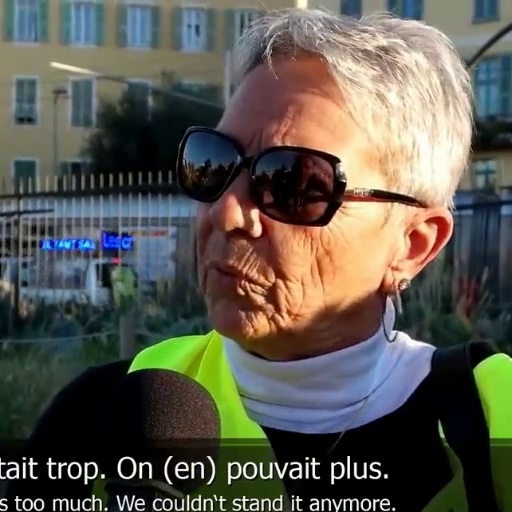 tait trop. On (en) pouvait plus.
s too much. We couldn't stand it anymore.